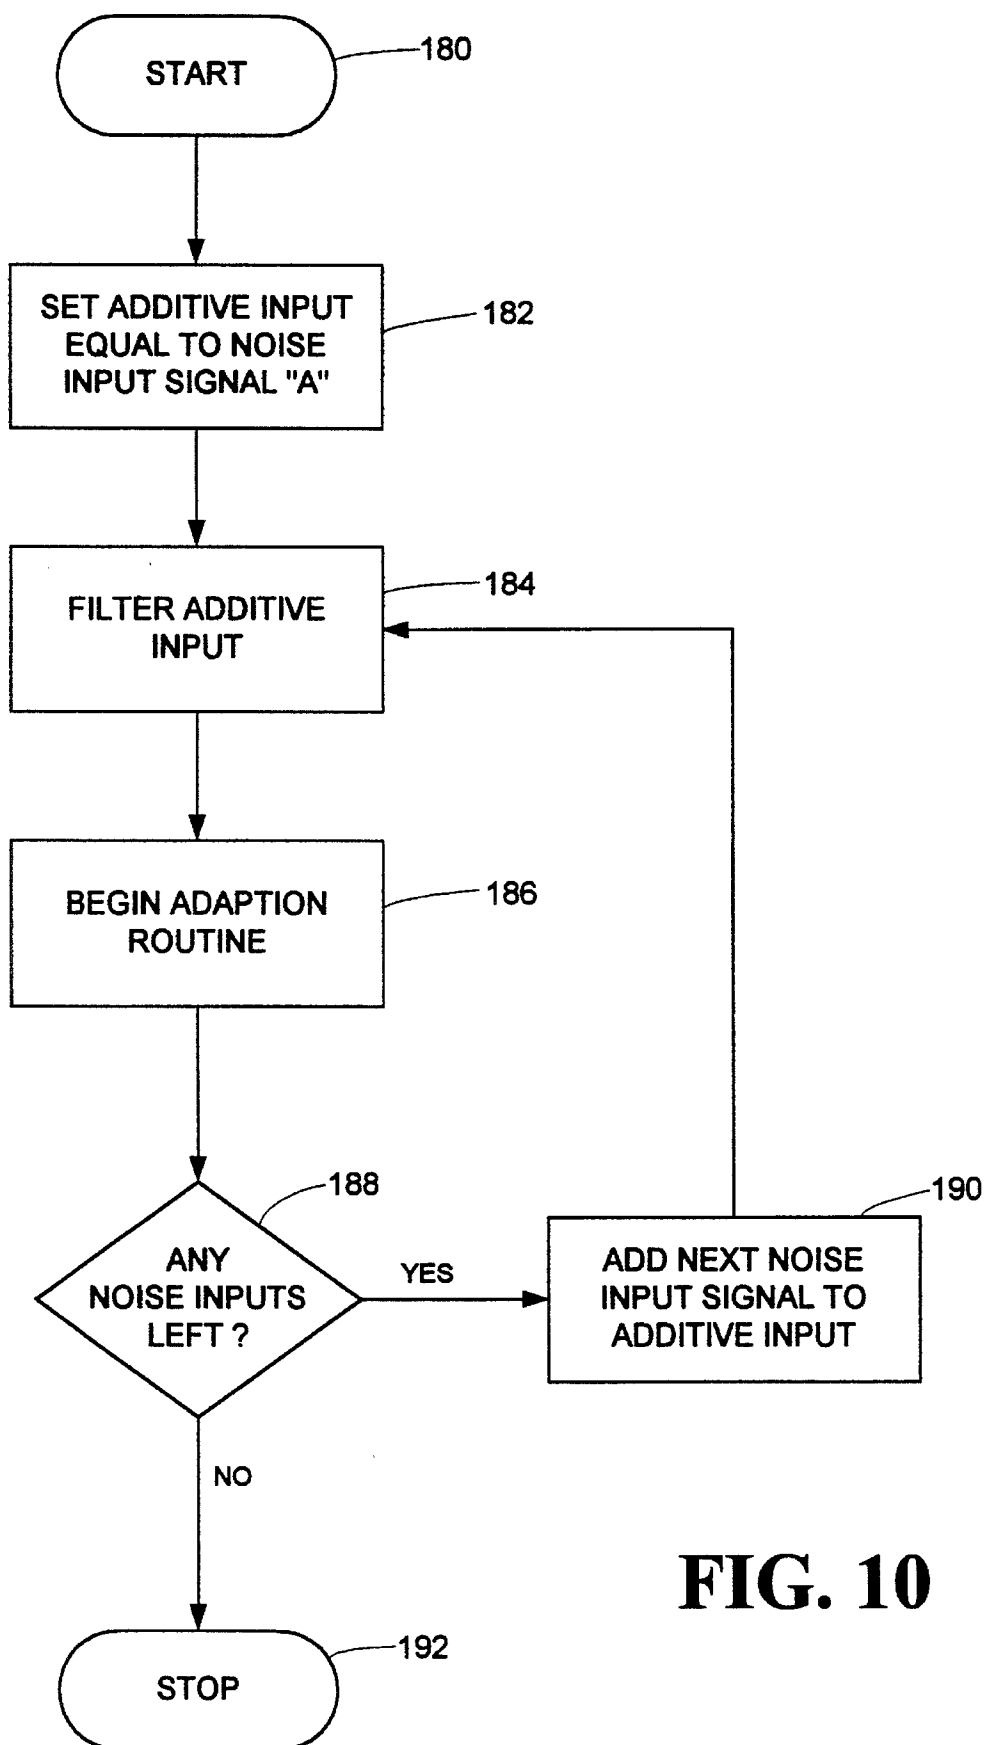 START
180
SET ADDITIVE INPUT
EQUAL TO NOISE
INPUT SIGNAL "A"
182
FILTER ADDITIVE
INPUT
184
BEGIN ADAPTION
ROUTINE
186
ANY
NOISE INPUTS
LEFT ?
188
YES
ADD NEXT NOISE
INPUT SIGNAL TO
ADDITIVE INPUT
190
NO
STOP
192
FIG. 10